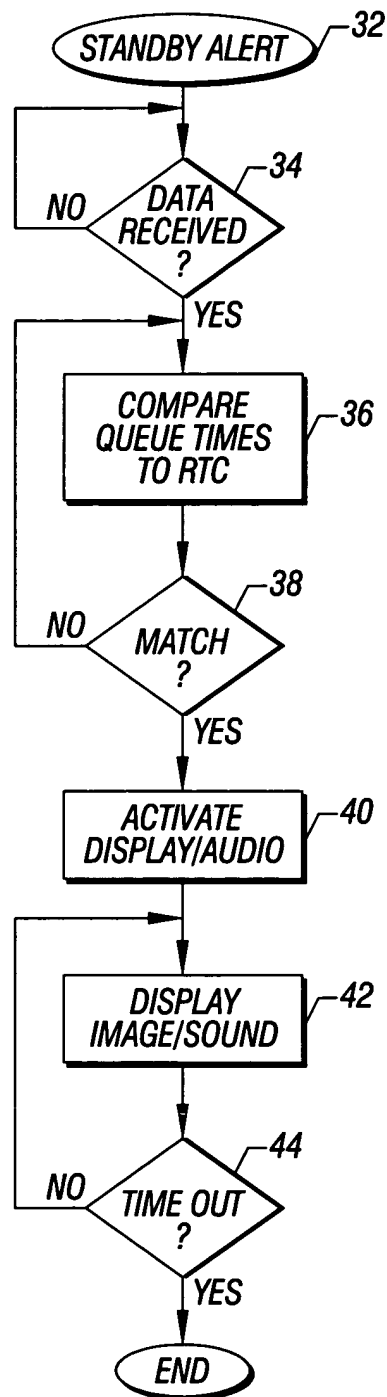 STANDBY ALERT
32
34
DATA
RECEIVED
?
NO
YES
COMPARE
QUEUE TIMES
TO RTC
36
38
MATCH
?
NO
YES
ACTIVATE
DISPLAY/AUDIO
40
DISPLAY
IMAGE/SOUND
42
44
TIME OUT
?
NO
YES
END